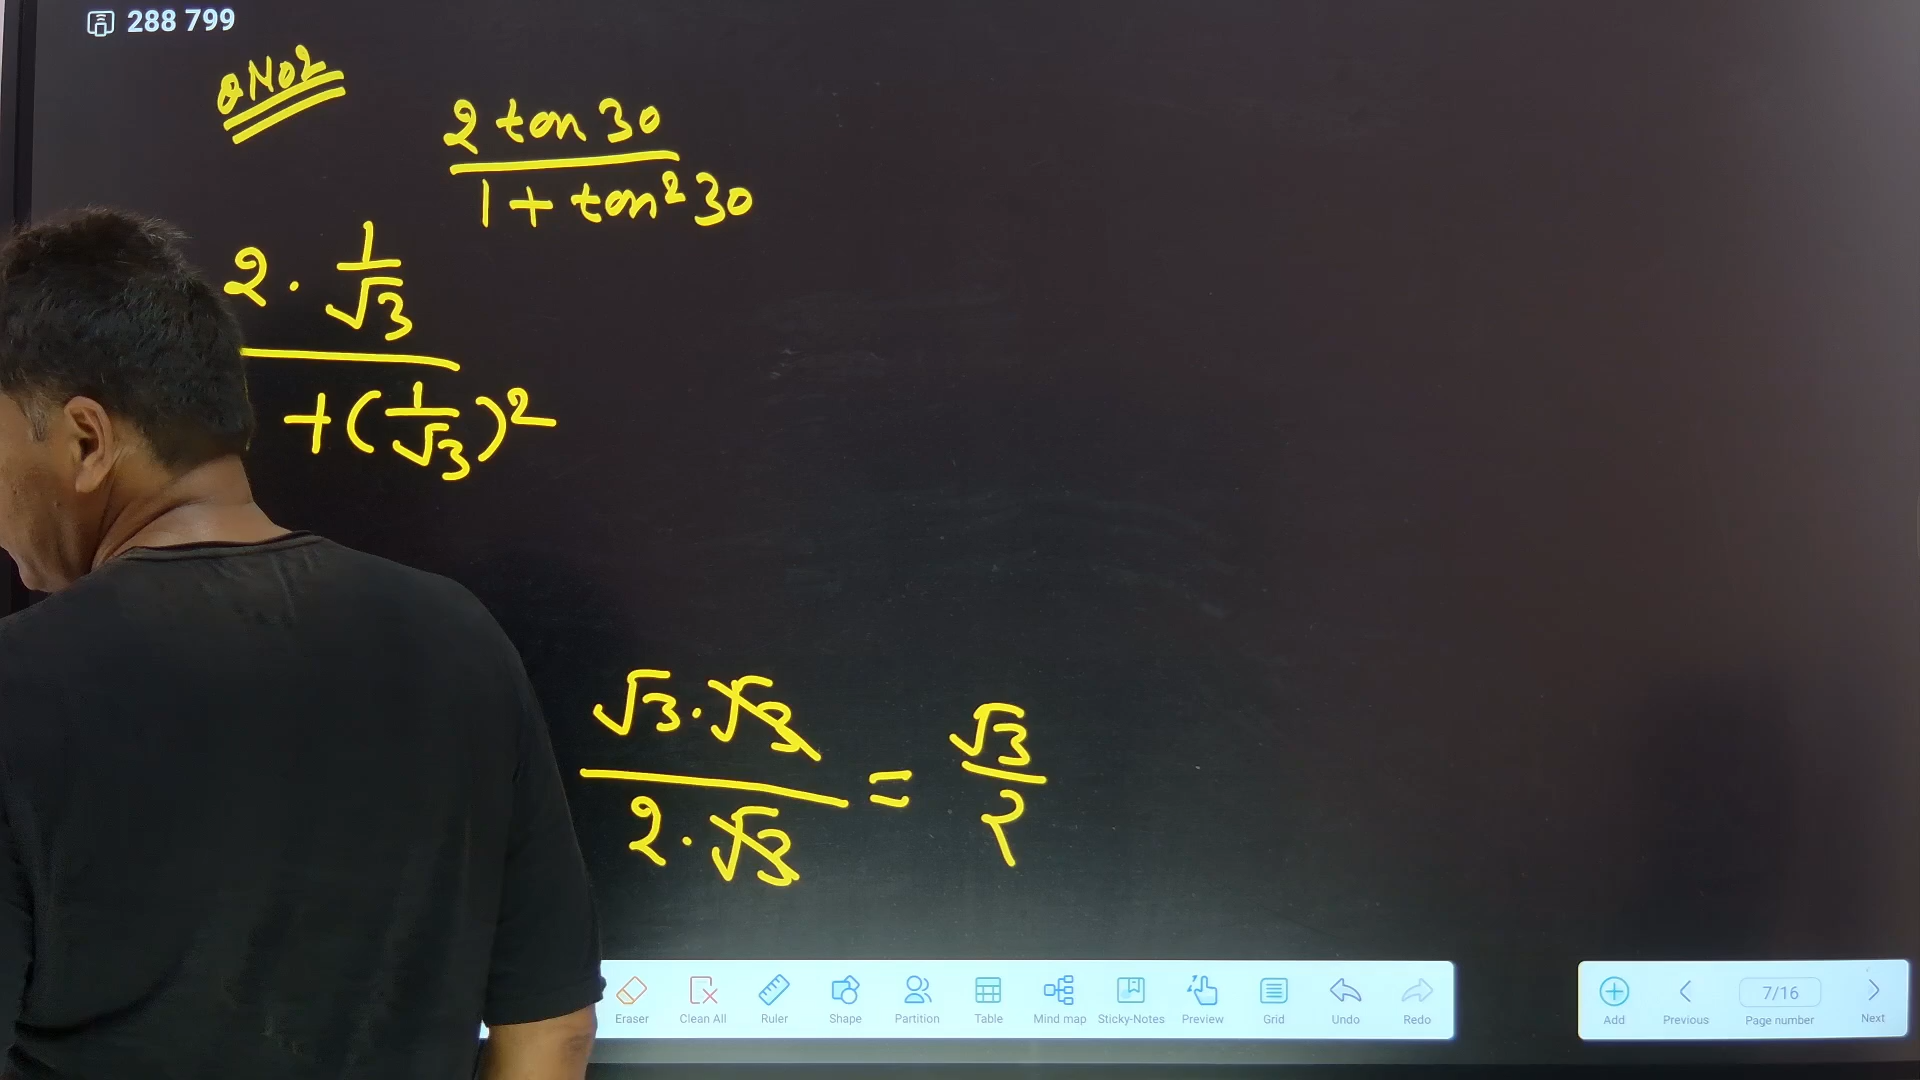 288 799
QNO2
2 tan 30
1 + tan² 30
2 · 1/√3
+ (1/√3)²
√3 · √3 / 2 · √3 = √3 / 2
Eraser Clean All Ruler Shape Partition Table Mind map Sticky-Notes Preview Grid Undo Redo
Add Previous 7/16 Page number Next